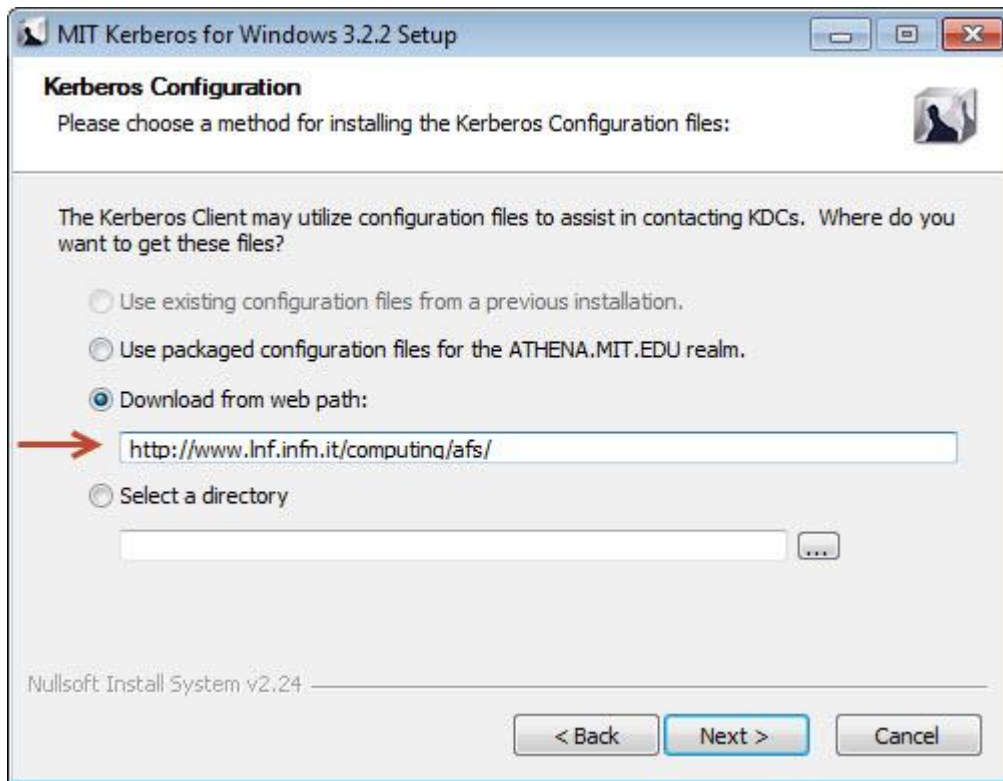 MIT Kerberos for Windows 3.2.2 Setup
Kerberos Configuration
Please choose a method for installing the Kerberos Configuration files:
The Kerberos Client may utilize configuration files to assist in contacting KDCs. Where do you
want to get these files?
Use existing configuration files from a previous installation.
Use packaged configuration files for the ATHENA.MIT.EDU realm.
Download from web path:
http://www.lnf.infn.it/computing/afs/
Select a directory
...
Nullsoft Install System v2.24
< Back Next > Cancel